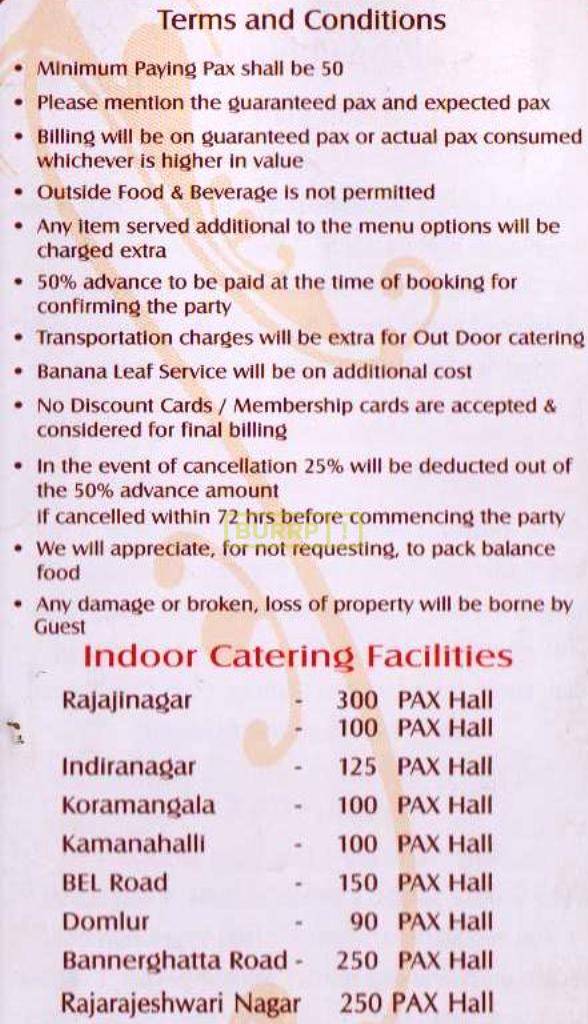 Terms and Conditions
• Minimum Paying Pax shall be 50
• Please mention the guaranteed pax and expected pax
• Billing will be on guaranteed pax or actual pax consumed
whichever is higher in value
• Outside Food & Beverage is not permitted
• Any item served additional to the menu options will be
charged extra
• 50% advance to be paid at the time of booking for
confirming the party
• Transportation charges will be extra for Out Door catering
• Banana Leaf Service will be on additional cost
• No Discount Cards / Membership cards are accepted &
considered for final billing
• In the event of cancellation 25% will be deducted out of
the 50% advance amount
If cancelled within 72 hrs before commencing the party
BURRP!
• We will appreciate, for not requesting, to pack balance
food
• Any damage or broken, loss of property will be borne by
Guest
Indoor Catering Facilities
Rajajinagar - 300 PAX Hall
- 100 PAX Hall
Indiranagar - 125 PAX Hall
Koramangala - 100 PAX Hall
Kamanahalli - 100 PAX Hall
BEL Road - 150 PAX Hall
Domlur - 90 PAX Hall
Bannerghatta Road - 250 PAX Hall
Rajarajeshwari Nagar 250 PAX Hall